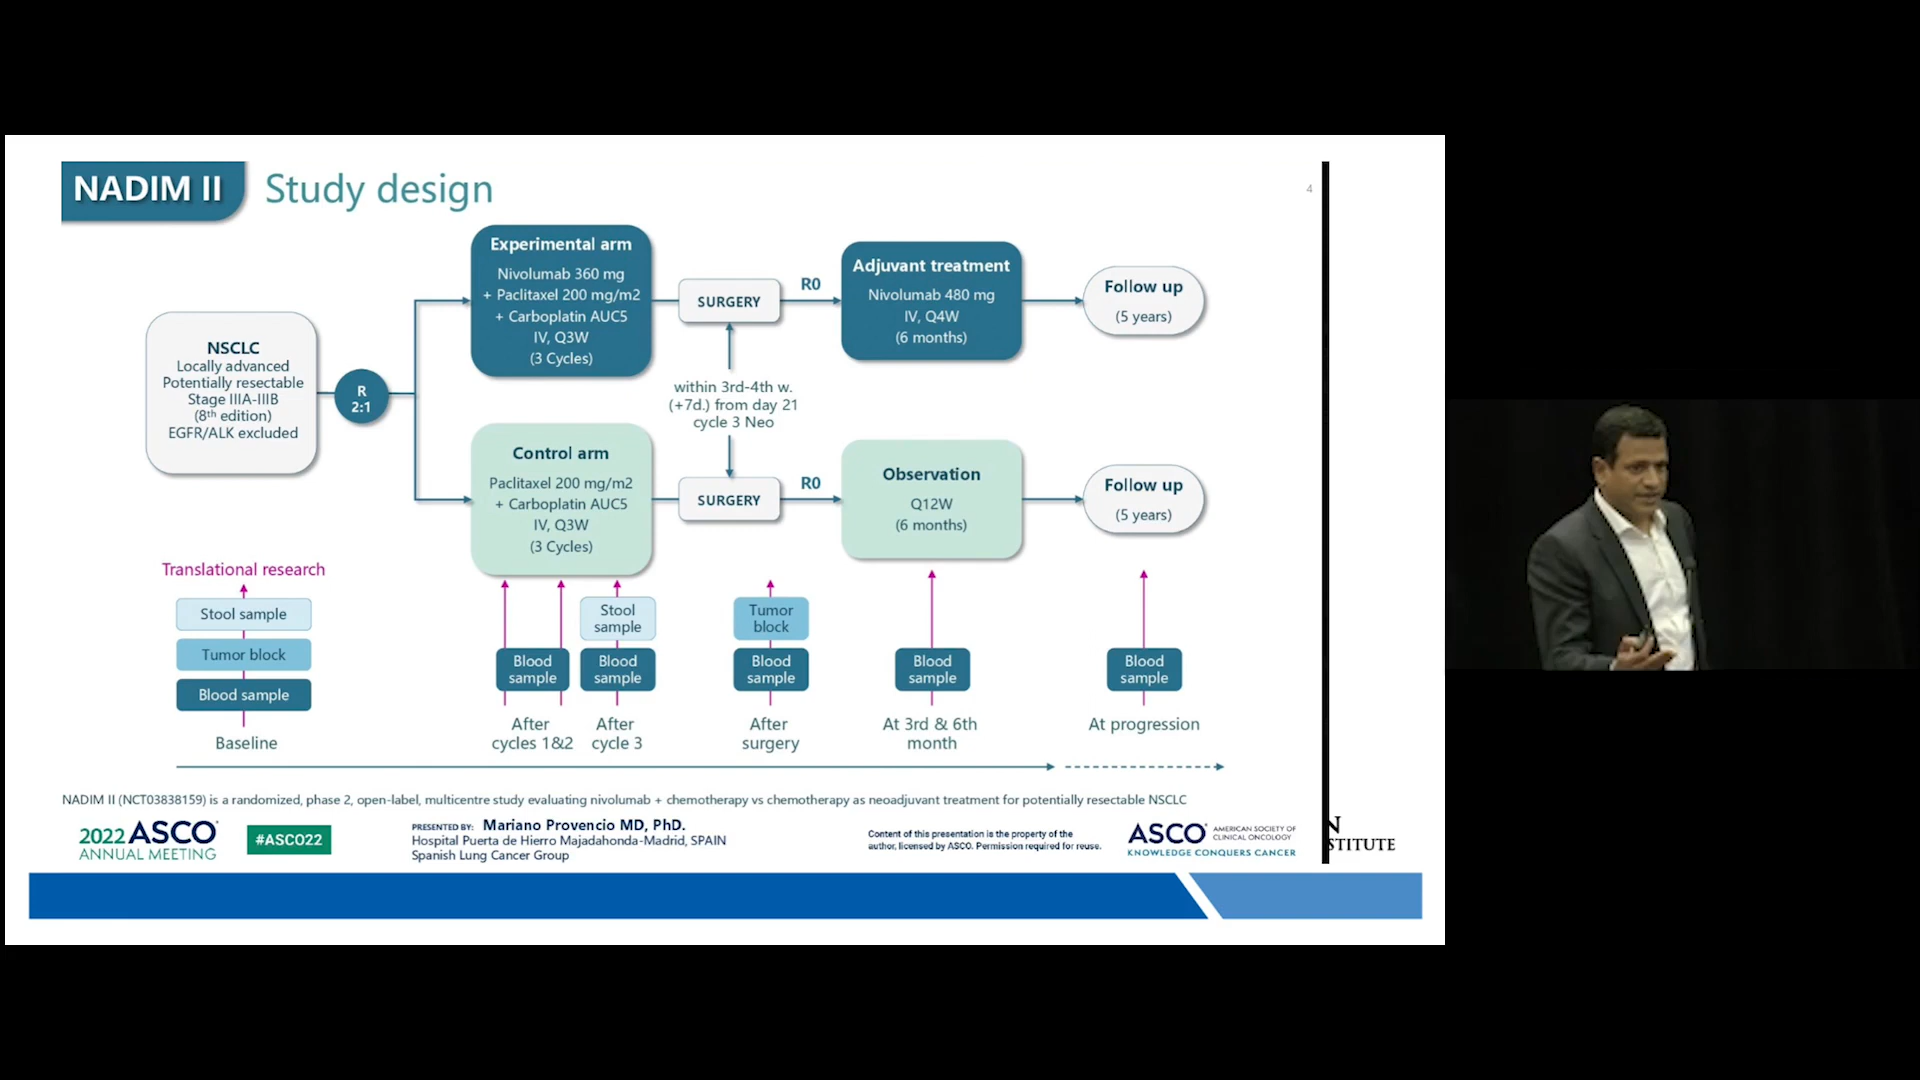 NADIM II
Study design
4
NSCLC
Locally advanced
Potentially resectable
Stage IIIA-IIIB
(8th edition)
EGFR/ALK excluded
R
2:1
Experimental arm
Nivolumab 360 mg
+ Paclitaxel 200 mg/m2
+ Carboplatin AUC5
IV, Q3W
(3 Cycles)
SURGERY
R0
Adjuvant treatment
Nivolumab 480 mg
IV, Q4W
(6 months)
Follow up
(5 years)
within 3rd-4th w.
(+7d.) from day 21
cycle 3 Neo
Control arm
Paclitaxel 200 mg/m2
+ Carboplatin AUC5
IV, Q3W
(3 Cycles)
SURGERY
R0
Observation
Q12W
(6 months)
Follow up
(5 years)
Translational research
Stool sample
Tumor block
Blood sample
Baseline
Blood
sample
After
cycles 1&2
Stool
sample
Blood
sample
After
cycle 3
Tumor
block
Blood
sample
After
surgery
Blood
sample
At 3rd & 6th
month
Blood
sample
At progression
NADIM II (NCT03838159) is a randomized, phase 2, open-label, multicentre study evaluating nivolumab + chemotherapy vs chemotherapy as neoadjuvant treatment for potentially resectable NSCLC
2022 ASCO
ANNUAL MEETING
#ASCO22
PRESENTED BY: Mariano Provencio MD, PhD.
Hospital Puerta de Hierro Majadahonda-Madrid, SPAIN
Spanish Lung Cancer Group
Content of this presentation is the property of the
author, licensed by ASCO. Permission required for reuse.
ASCO AMERICAN SOCIETY OF
CLINICAL ONCOLOGY
KNOWLEDGE CONQUERS CANCER
N
STITUTE